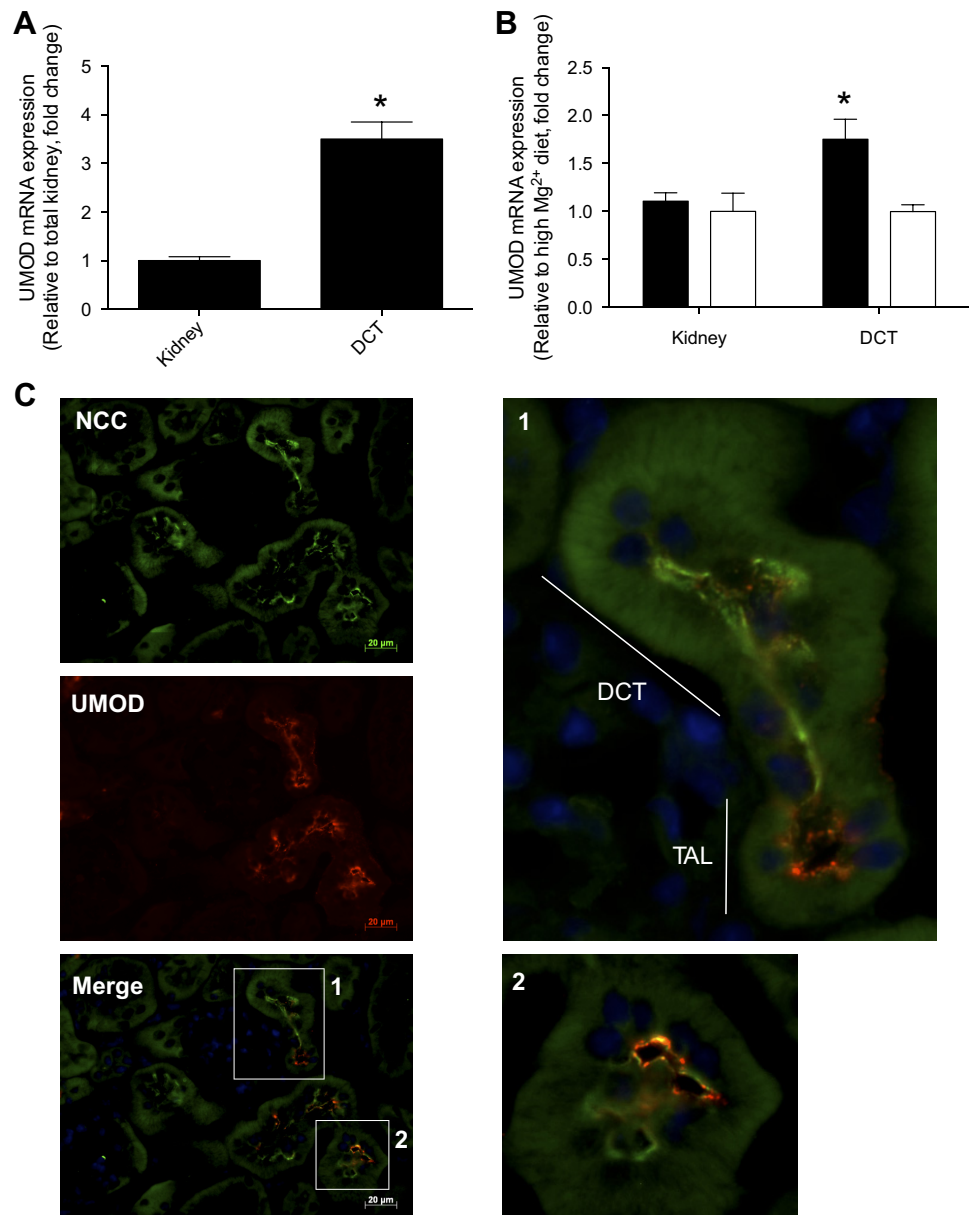 A
UMOD mRNA expression
(Relative to total kidney, fold change)
5
4
3
2
1
0
*
Kidney
DCT
B
UMOD mRNA expression
(Relative to high Mg²⁺ diet, fold change)
2.5
2.0
1.5
1.0
0.5
0.0
*
Kidney
DCT
C
NCC
20 µm
UMOD
20 µm
Merge
1
2
20 µm
1
DCT
TAL
2